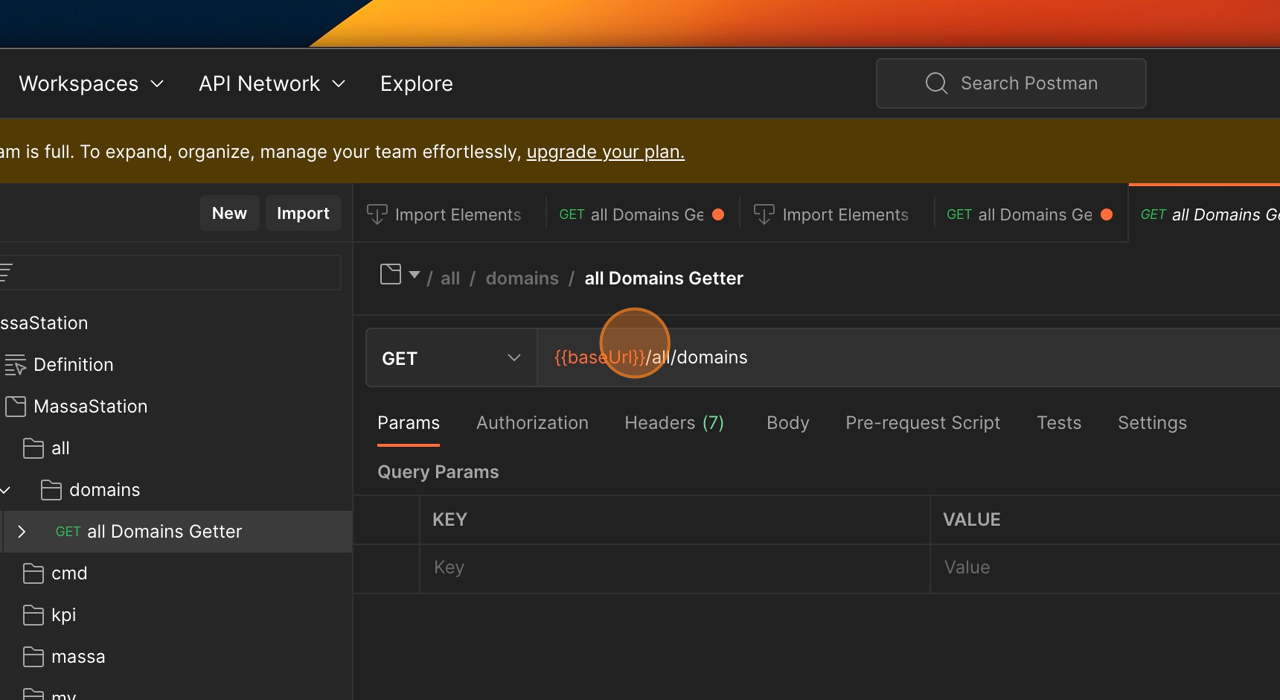 Workspaces API Network Explore Search Postman
am is full. To expand, organize, manage your team effortlessly, upgrade your plan.
New Import
Import Elements GET all Domains Ge Import Elements GET all Domains Ge GET all Domains Ge
/ all / domains / all Domains Getter
ssaStation
GET {{baseUrl}}/all/domains
Definition
MassaStation
Params Authorization Headers (7) Body Pre-request Script Tests Settings
all
Query Params
domains
KEY VALUE
GET all Domains Getter
Key Value
cmd
kpi
massa
my